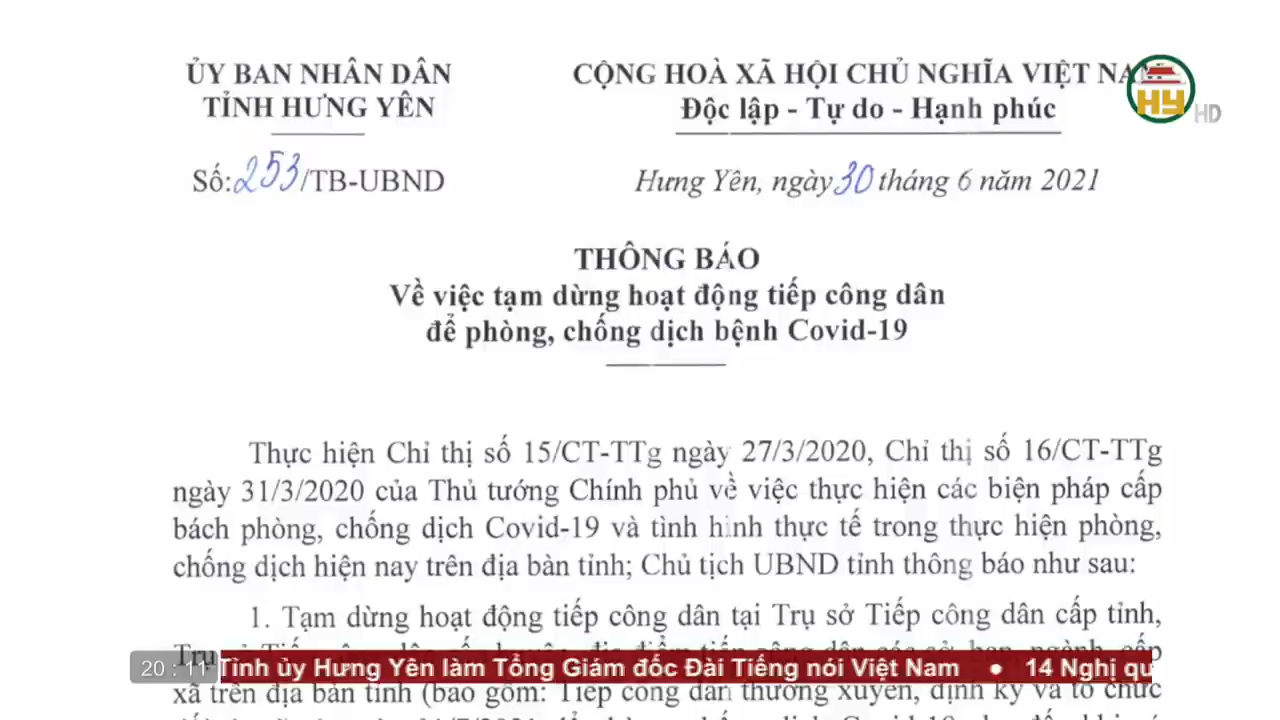 ỦY BAN NHÂN DÂN
TỈNH HƯNG YÊN
CỘNG HOÀ XÃ HỘI CHỦ NGHĨA VIỆT NAM
Độc lập - Tự do - Hạnh phúc
HY HD
Số: 253/TB-UBND
Hưng Yên, ngày 30 tháng 6 năm 2021
THÔNG BÁO
Về việc tạm dừng hoạt động tiếp công dân
để phòng, chống dịch bệnh Covid-19
Thực hiện Chỉ thị số 15/CT-TTg ngày 27/3/2020, Chỉ thị số 16/CT-TTg
ngày 31/3/2020 của Thủ tướng Chính phủ về việc thực hiện các biện pháp cấp
bách phòng, chống dịch Covid-19 và tình hình thực tế trong thực hiện phòng,
chống dịch hiện nay trên địa bàn tỉnh; Chủ tịch UBND tỉnh thông báo như sau:
1. Tạm dừng hoạt động tiếp công dân tại Trụ sở Tiếp công dân cấp tỉnh,
20 : 11 Tỉnh ủy Hưng Yên làm Tổng Giám đốc Đài Tiếng nói Việt Nam • 14 Nghị qu
xã trên địa bàn tỉnh (bao gồm: Tiếp công dân thường xuyên, định kỳ và tổ chức